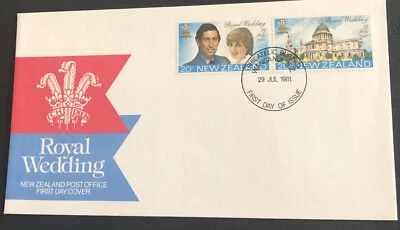 Royal Wedding
Royal Wedding
20c NEW ZEALAND
NEW ZEALAND
29 JUL 1981
FIRST DAY OF ISSUE
Royal
Wedding
NEW ZEALAND POST OFFICE
FIRST DAY COVER